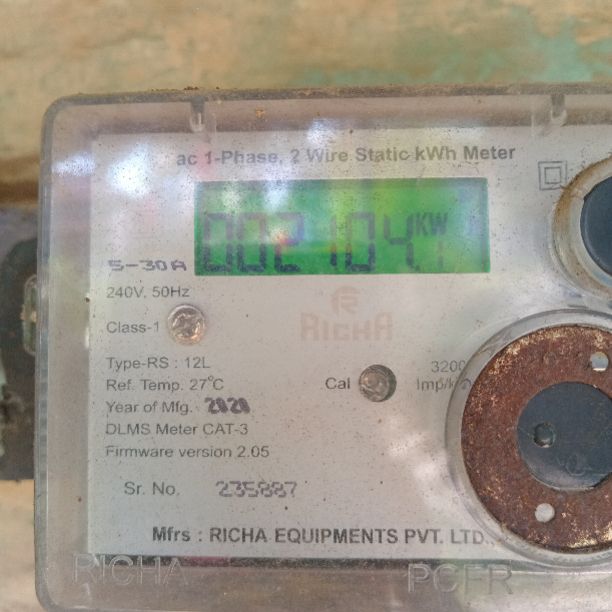 ac 1-Phase, 2 Wire Static kWh Meter
002104 KW
5-30A
240V, 50Hz
RICHA
Class-1
Type-RS : 12L
3200
Ref. Temp. 27°C
Cal
Imp/k
Year of Mfg. 2020
DLMS Meter CAT-3
Firmware version 2.05
Sr. No. 235887
Mfrs : RICHA EQUIPMENTS PVT. LTD.
RICHA